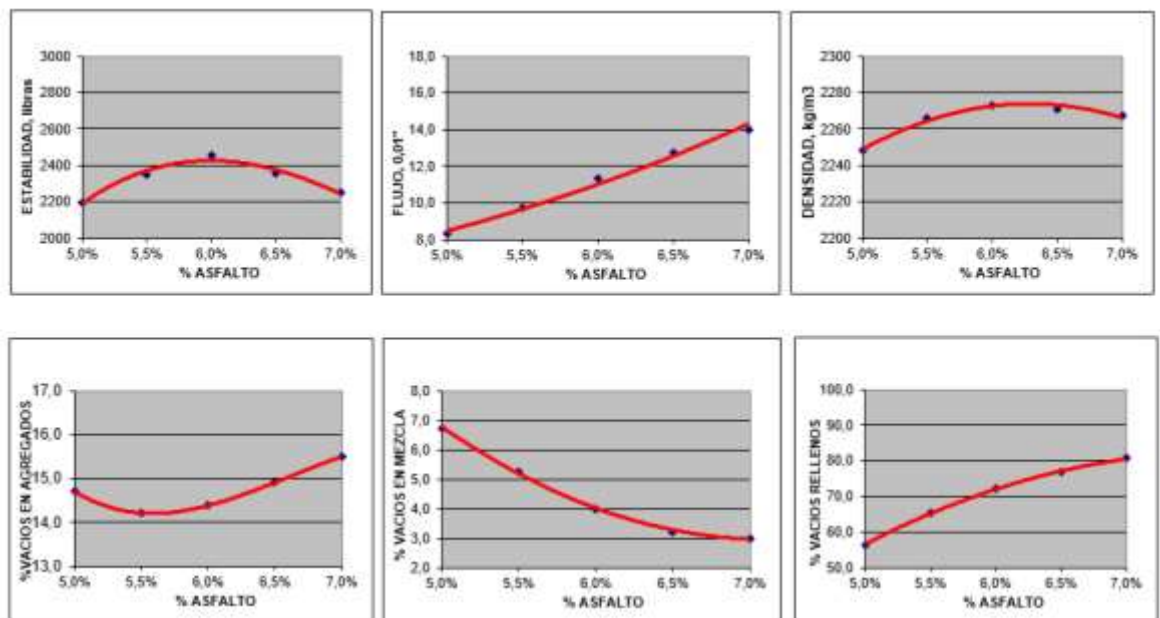 ESTABILIDAD, libras
3000
2800
2600
2400
2200
2000
5,0% 5,5% 6,0% 6,5% 7,0%
% ASFALTO
FLUJO, 0,01"
18,0
16,0
14,0
12,0
10,0
8,0
5,0% 5,5% 6,0% 6,5% 7,0%
% ASFALTO
DENSIDAD, kg/m3
2300
2280
2260
2240
2220
2200
5,0% 5,5% 6,0% 6,5% 7,0%
% ASFALTO
%VACIOS EN AGREGADOS
17,0
16,0
15,0
14,0
13,0
5,0% 5,5% 6,0% 6,5% 7,0%
% ASFALTO
% VACIOS EN MEZCLA
8,0
7,0
6,0
5,0
4,0
3,0
2,0
5,0% 5,5% 6,0% 6,5% 7,0%
% ASFALTO
% VACIOS RELLENOS
100,0
90,0
80,0
70,0
60,0
50,0
5,0% 5,5% 6,0% 6,5% 7,0%
% ASFALTO